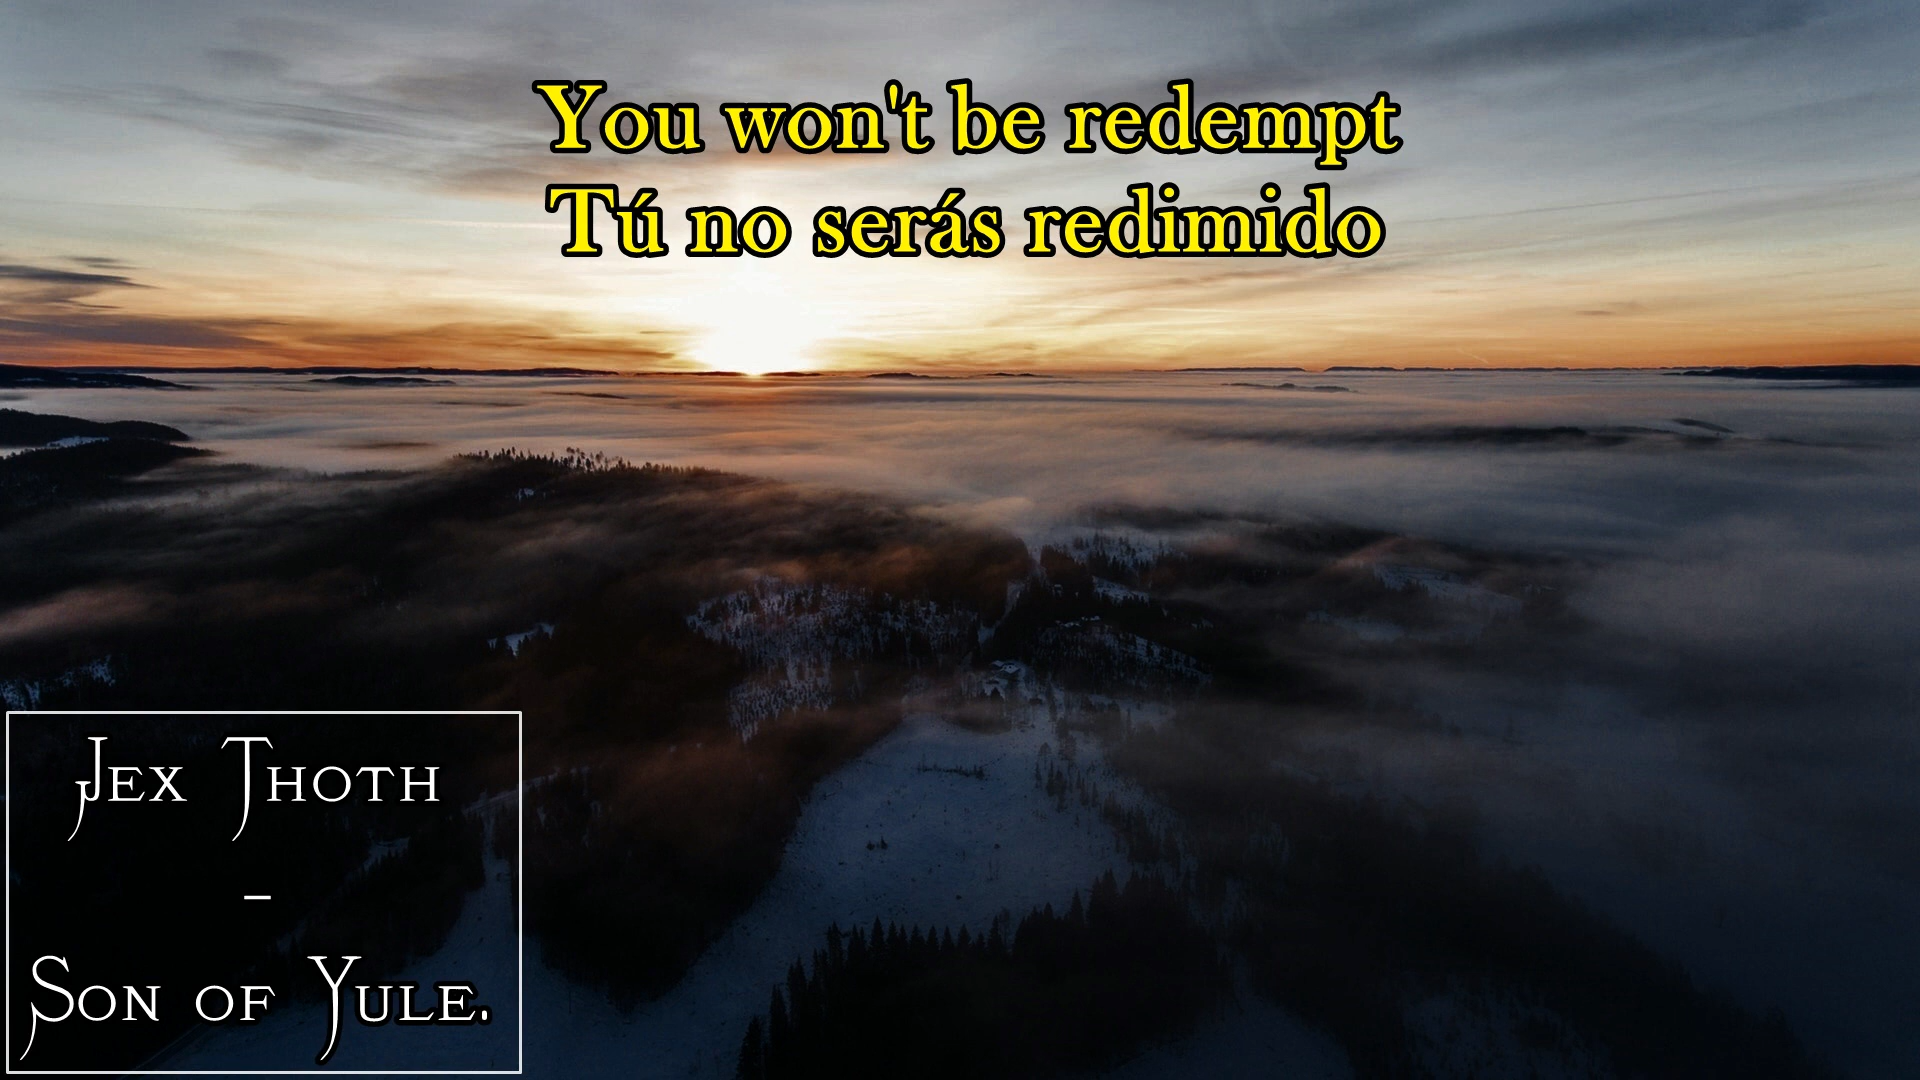 You won't be redempt
Tú no serás redimido
Jex Thoth
-
Son of Yule.